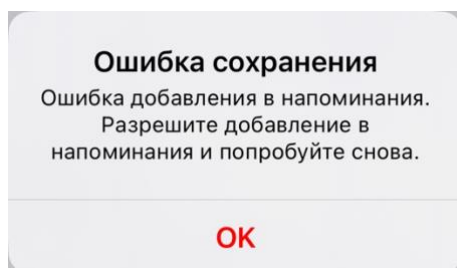 Ошибка сохранения
Ошибка добавления в напоминания.
Разрешите добавление в
напоминания и попробуйте снова.
OK